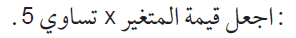 : اجعل قيمة المتغير x تساوي 5.